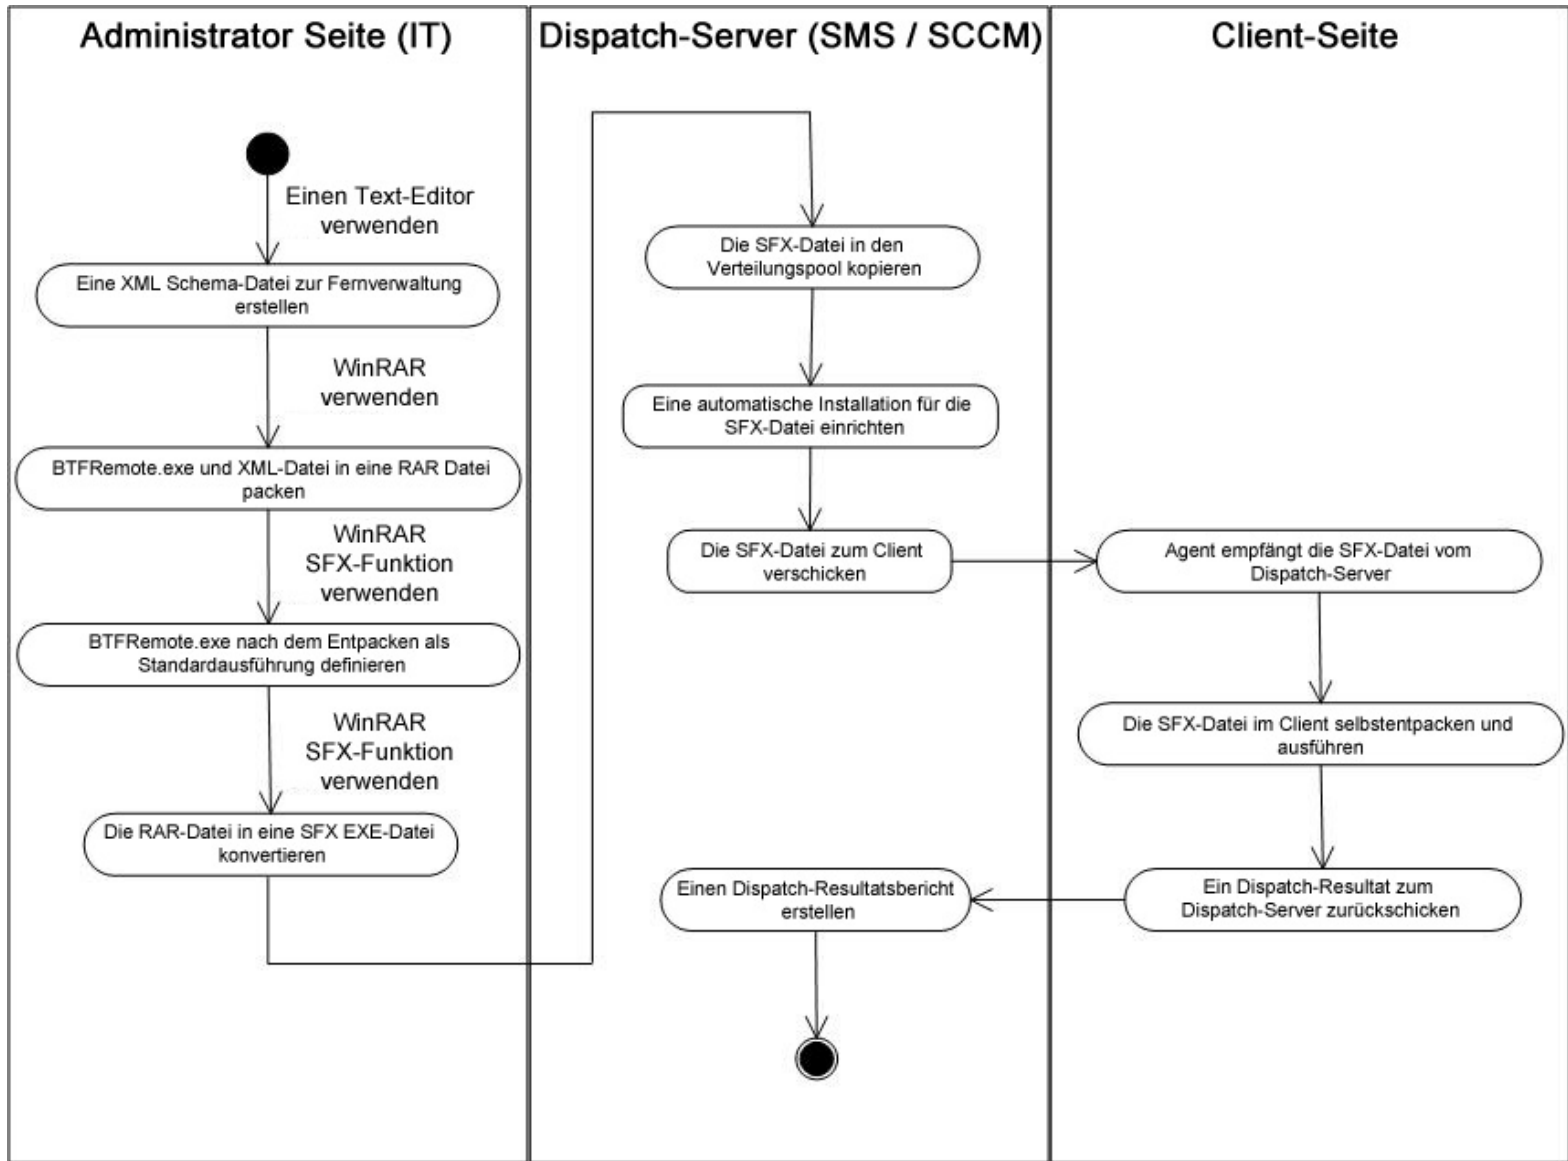 Administrator Seite (IT)
Einen Text-Editor
verwenden
Eine XML Schema-Datei zur Fernverwaltung
erstellen
WinRAR
verwenden
BTFRemote.exe und XML-Datei in eine RAR Datei
packen
WinRAR
SFX-Funktion
verwenden
BTFRemote.exe nach dem Entpacken als
Standardausführung definieren
WinRAR
SFX-Funktion
verwenden
Die RAR-Datei in eine SFX EXE-Datei
konvertieren
Dispatch-Server (SMS / SCCM)
Die SFX-Datei in den
Verteilungspool kopieren
Eine automatische Installation für die
SFX-Datei einrichten
Die SFX-Datei zum Client
verschicken
Einen Dispatch-Resultatsbericht
erstellen
Client-Seite
Agent empfängt die SFX-Datei vom
Dispatch-Server
Die SFX-Datei im Client selbstentpacken und
ausführen
Ein Dispatch-Resultat zum
Dispatch-Server zurückschicken